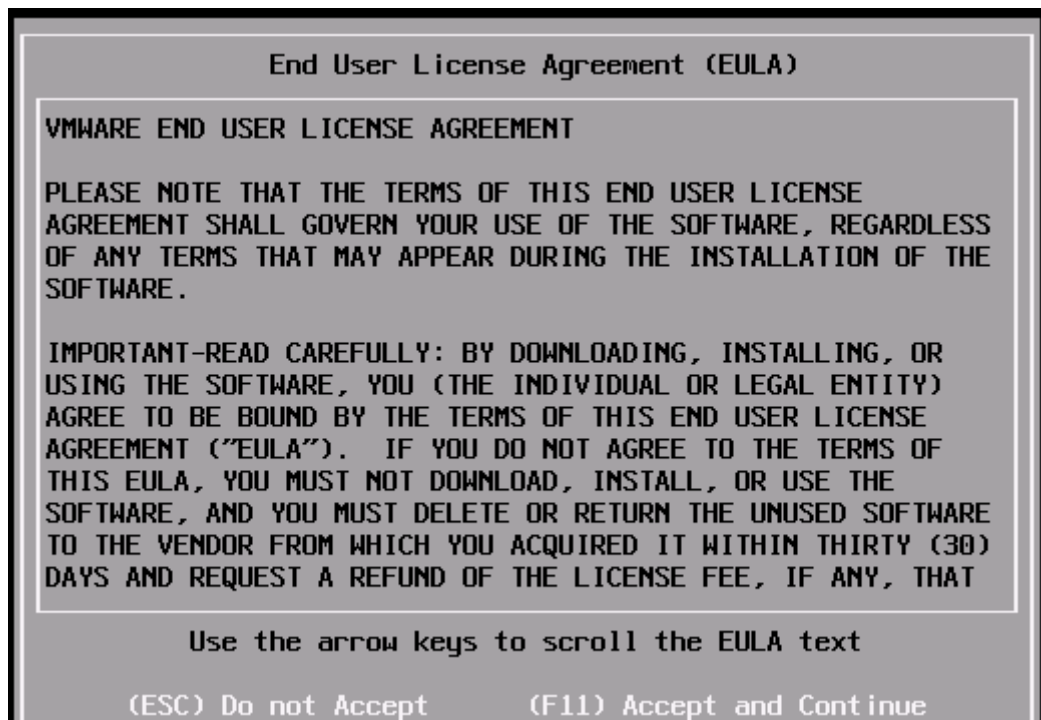 End User License Agreement (EULA)
VMWARE END USER LICENSE AGREEMENT
PLEASE NOTE THAT THE TERMS OF THIS END USER LICENSE
AGREEMENT SHALL GOVERN YOUR USE OF THE SOFTWARE, REGARDLESS
OF ANY TERMS THAT MAY APPEAR DURING THE INSTALLATION OF THE
SOFTWARE.
IMPORTANT-READ CAREFULLY: BY DOWNLOADING, INSTALLING, OR
USING THE SOFTWARE, YOU (THE INDIVIDUAL OR LEGAL ENTITY)
AGREE TO BE BOUND BY THE TERMS OF THIS END USER LICENSE
AGREEMENT ("EULA").  IF YOU DO NOT AGREE TO THE TERMS OF
THIS EULA, YOU MUST NOT DOWNLOAD, INSTALL, OR USE THE
SOFTWARE, AND YOU MUST DELETE OR RETURN THE UNUSED SOFTWARE
TO THE VENDOR FROM WHICH YOU ACQUIRED IT WITHIN THIRTY (30)
DAYS AND REQUEST A REFUND OF THE LICENSE FEE, IF ANY, THAT
Use the arrow keys to scroll the EULA text
(ESC) Do not Accept (F11) Accept and Continue